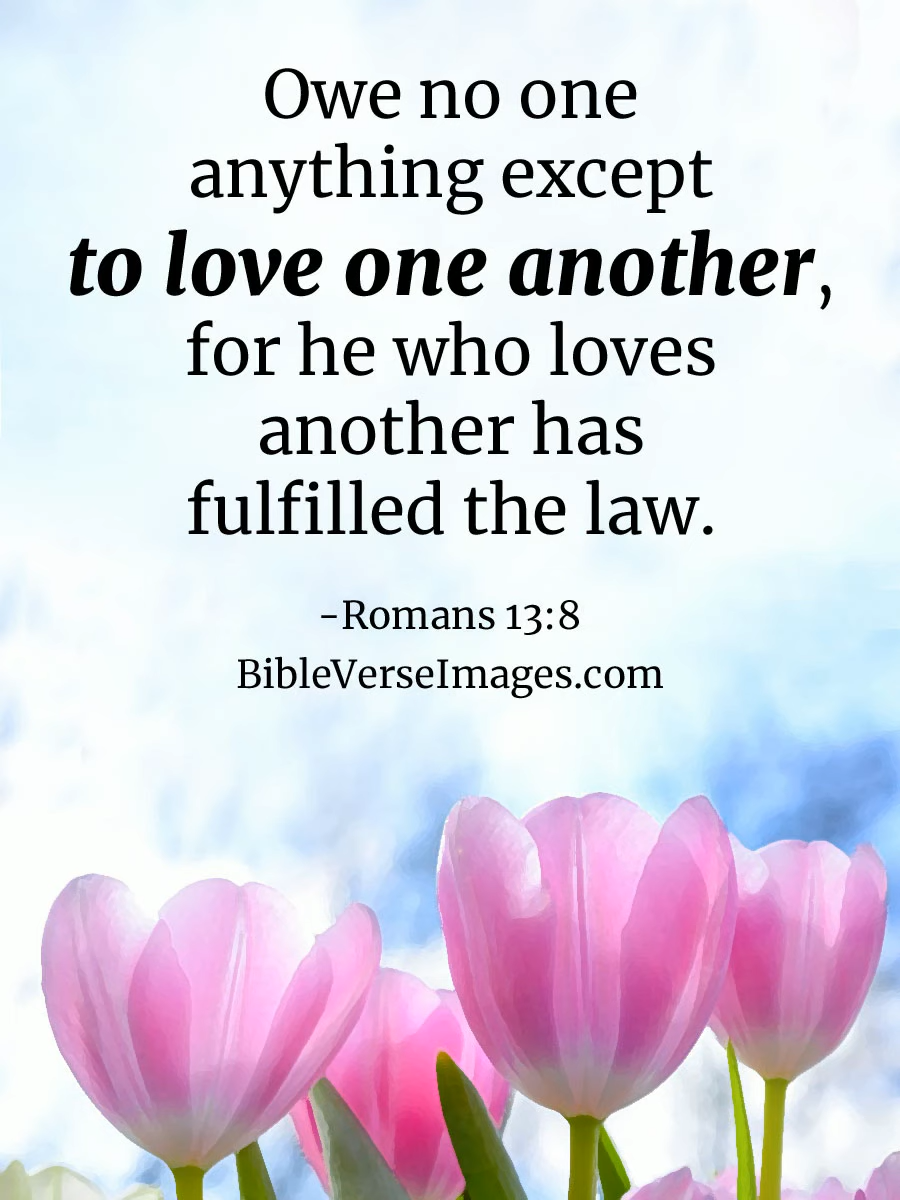 Owe no one
anything except
to love one another,
for he who loves
another has
fulfilled the law.
-Romans 13:8
BibleVerseImages.com